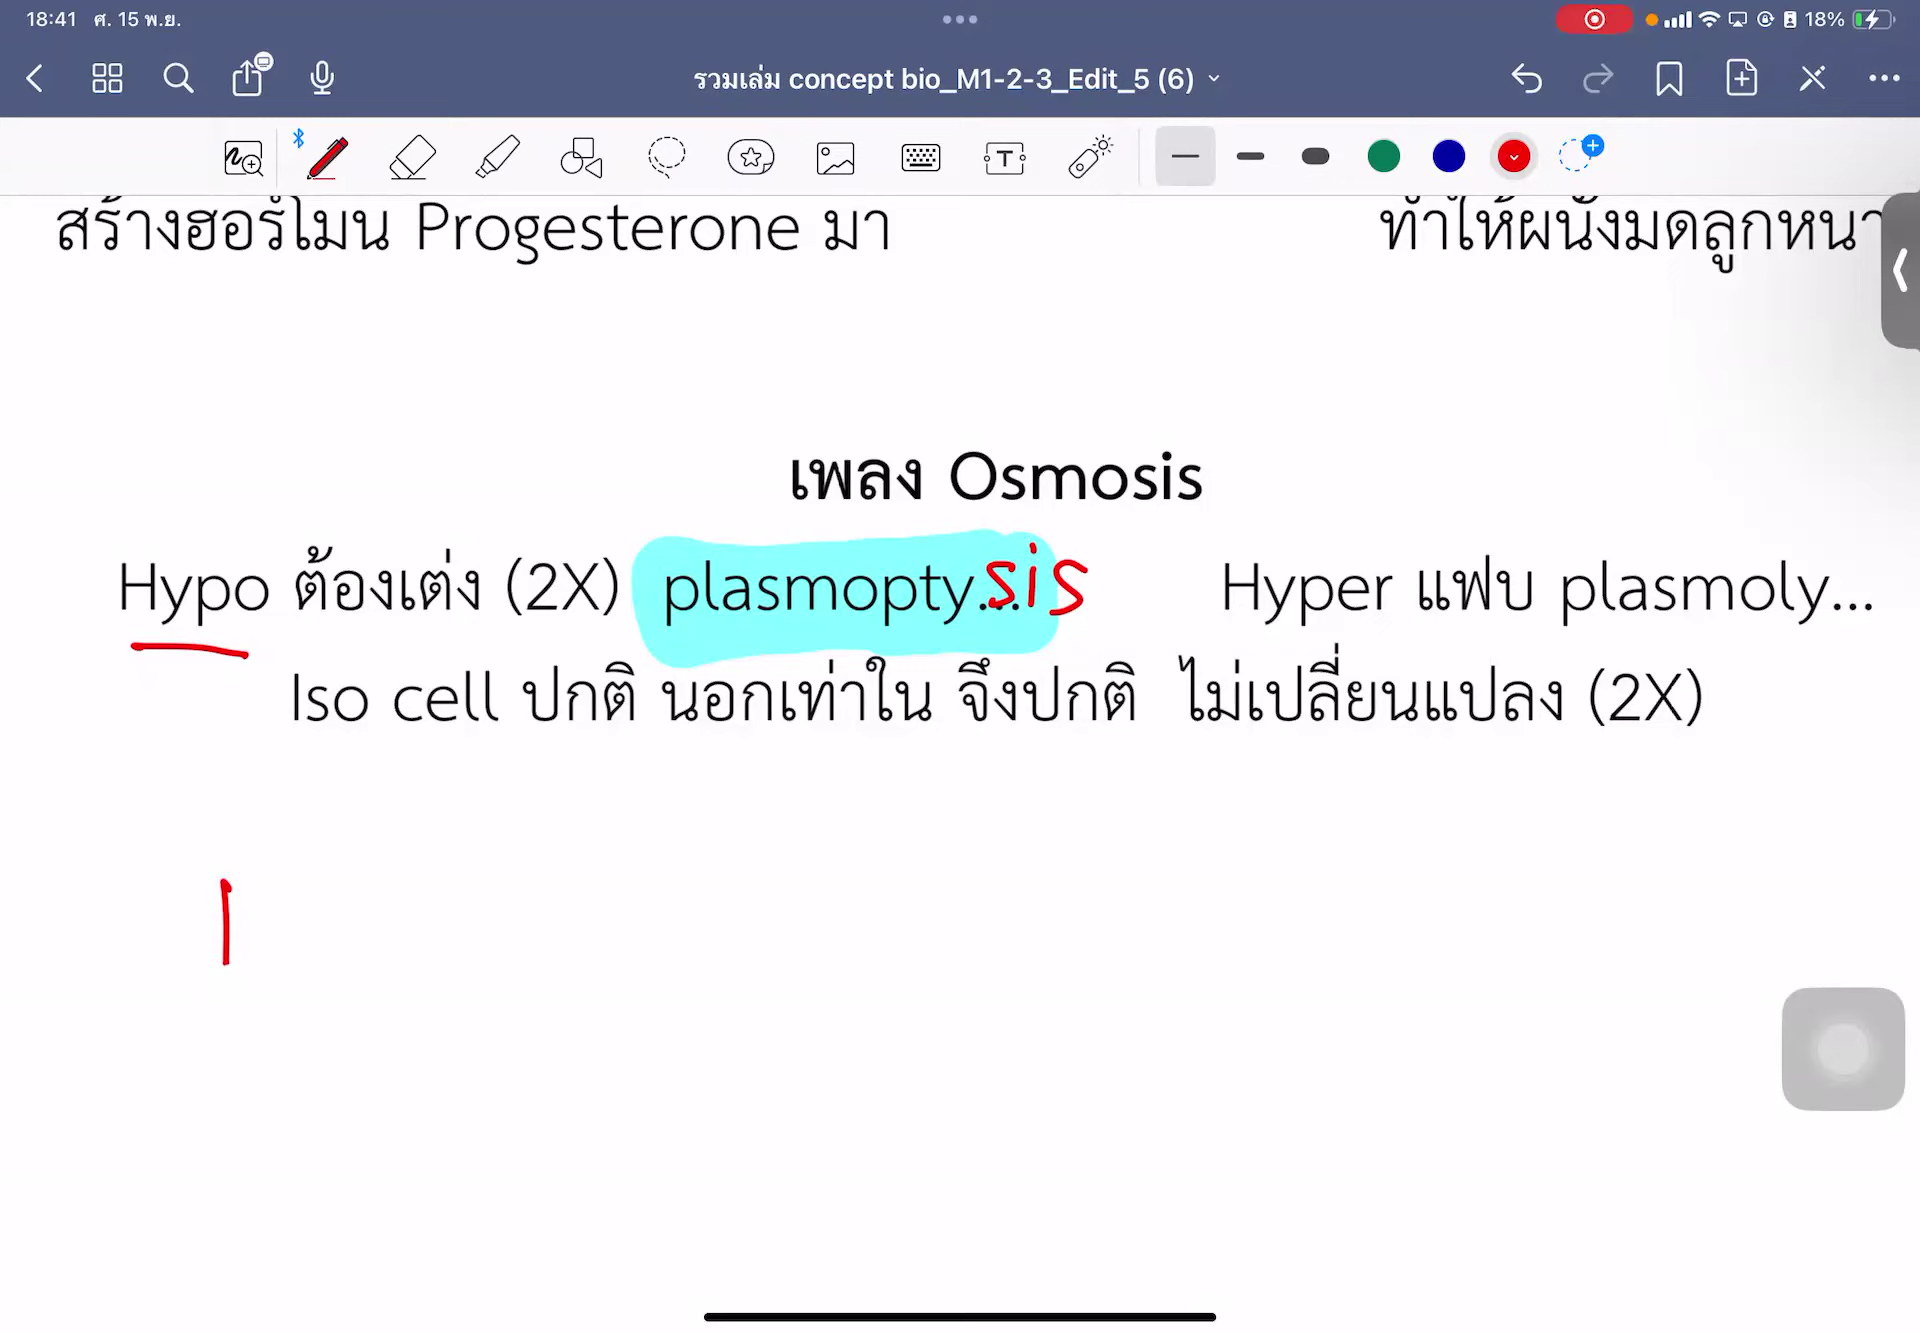 18:41 ศ. 15 พ.ย. 18%
รวมเล่ม concept bio_M1-2-3_Edit_5 (6)
สร้างฮอร์โมน Progesterone มา ทำให้ผนังมดลูกหนา
เพลง Osmosis
Hypo ต้องเต่ง (2X) plasmopty...sis Hyper แฟบ plasmoly...
Iso cell ปกติ นอกเท่าใน จึงปกติ ไม่เปลี่ยนแปลง (2X)